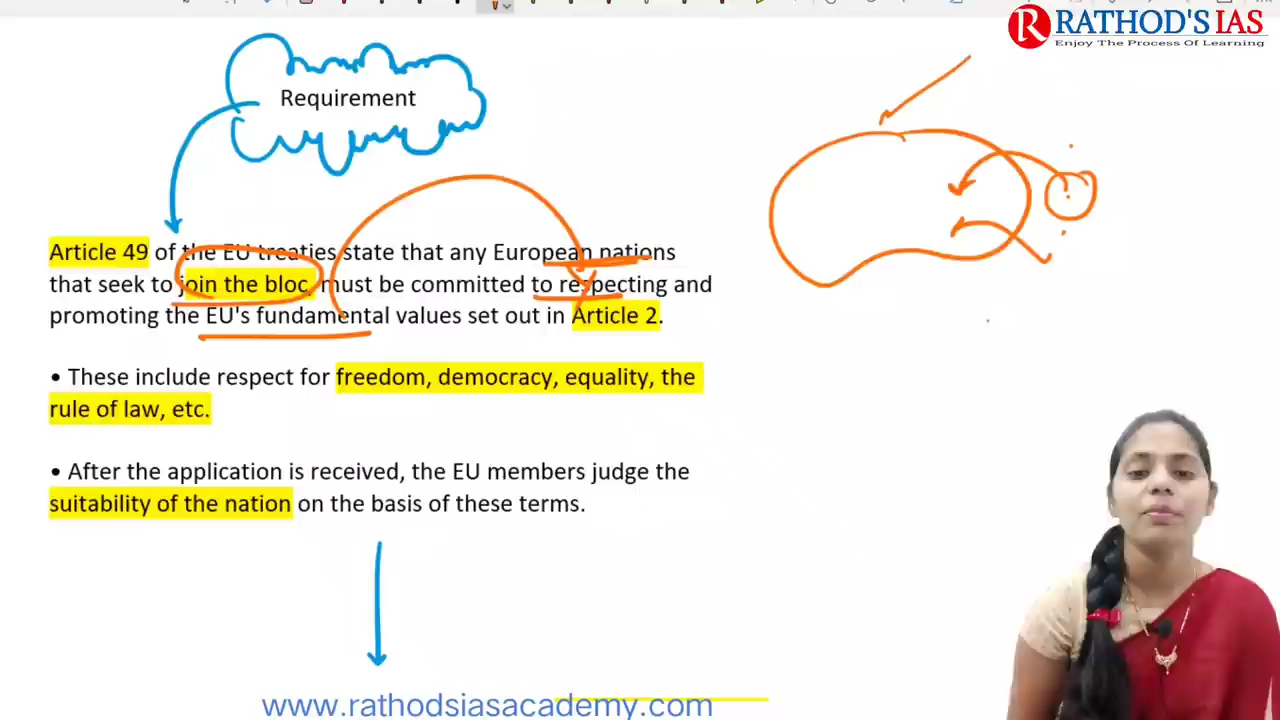 RATHOD'S IAS
Enjoy The Process Of Learning
Requirement
Article 49 of the EU treaties state that any European nations
that seek to join the bloc, must be committed to respecting and
promoting the EU's fundamental values set out in Article 2.
• These include respect for freedom, democracy, equality, the
rule of law, etc.
• After the application is received, the EU members judge the
suitability of the nation on the basis of these terms.
www.rathodsiasacademy.com